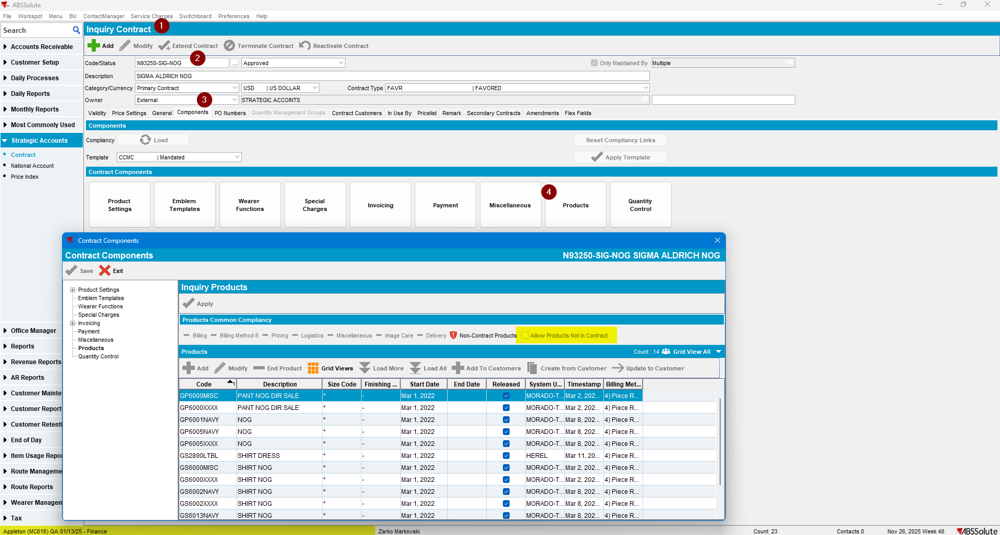 ABSSolute
File Workspot Menu BU ContactManager Service Charges Switchboard Preferences Help
Search
Inquiry Contract 1
Add Modify Extend Contract Terminate Contract Reactivate Contract
2
Code/Status N93250-SIG-NOG ... Approved Only Maintained By Multiple ...
Description SIGMA ALDRICH NOG
Category/Currency Primary Contract USD | US DOLLAR Contract Type FAVR | FAVORED
Owner External 3 STRATEGIC ACCOINTS ...
Validity Price Settings General Components PO Numbers Quantity Management Groups Contract Customers In Use By Pricelist Remark Secondary Contracts Amendments Flex Fields
Components
Compliancy Load Reset Compliancy Links
Template CCMC | Mandated Apply Template
Contract Components
Product Settings
Emblem Templates
Wearer Functions
Special Charges
Invoicing
Payment
Miscellaneous
4
Products
Quantity Control
Accounts Receivable
Customer Setup
Daily Processes
Daily Reports
Monthly Reports
Most Commonly Used
Strategic Accounts
Contract
National Account
Price Index
Office Manager
Reports
Revenue Reports
AR Reports
Customer Mainte
Customer Report
Customer Retenti
End of Day
Item Usage Repo
Route Manageme
Route Reports
Wearer Managem
Tax
Contract Components
Contract Components N93250-SIG-NOG SIGMA ALDRICH NOG
Save Exit
Product Settings
Emblem Templates
Wearer Functions
Special Charges
Invoicing
Payment
Miscellaneous
Products
Quantity Control
Inquiry Products
Apply
Products Common Compliancy
Billing Billing Method 6 Pricing Logistics Miscellaneous Image Care Delivery Non-Contract Products Allow Products Not In Contract
Products Count : 14 Grid View All
Add Modify End Product Grid Views Load More Load All Add To Customers Create from Customer Update to Customer
Code 1 Description Size Code Finishing ... Start Date End Date Released System U... Timestamp Billing Met...
GP6000MISC PANT NOG DIR SALE * - Mar 1, 2022 MORADO-T... Mar 2, 202... 4) Piece R...
GP6000XXXX PANT NOG DIR SALE * - Mar 1, 2022 MORADO-T... Mar 2, 202... 4) Piece R...
GP6001NAVY NOG * - Mar 1, 2022 MORADO-T... Mar 8, 202... 4) Piece R...
GP6005NAVY NOG * - Mar 1, 2022 MORADO-T... Mar 8, 202... 4) Piece R...
GP6005XXXX NOG * - Mar 1, 2022 MORADO-T... Mar 8, 202... 4) Piece R...
GS2890LTBL SHIRT DRESS * - Mar 1, 2022 HEREL Mar 11, 20... 4) Piece R...
GS6000MISC SHIRT NOG * - Mar 1, 2022 MORADO-T... Mar 2, 202... 4) Piece R...
GS6000XXXX SHIRT NOG * - Mar 1, 2022 MORADO-T... Mar 2, 202... 4) Piece R...
GS6002NAVY SHIRT NOG * - Mar 1, 2022 MORADO-T... Mar 8, 202... 4) Piece R...
GS6002XXXX SHIRT NOG * - Mar 1, 2022 MORADO-T... Mar 8, 202... 4) Piece R...
GS6013NAVY SHIRT NOG * - Mar 1, 2022 MORADO-T... Mar 8, 202... 4) Piece R...
Appleton (MC616) QA 01/13/25 - Finance Zarko Markovski Count: 23 Contacts 0 Nov 26, 2025 Week 48 ABSSolute